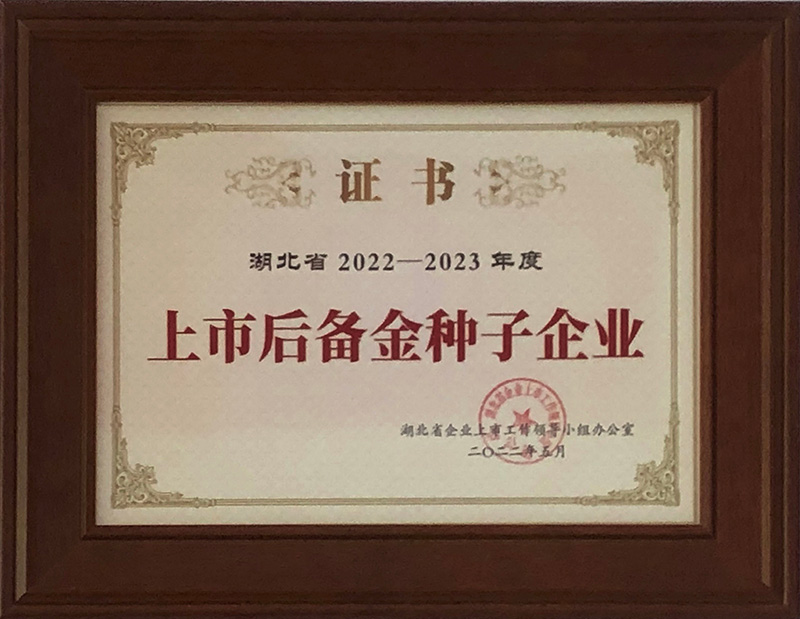 证书
湖北省 2022—2023 年度
上市后备金种子企业
湖北省企业上市工作领导小组办公室
二〇二二年五月